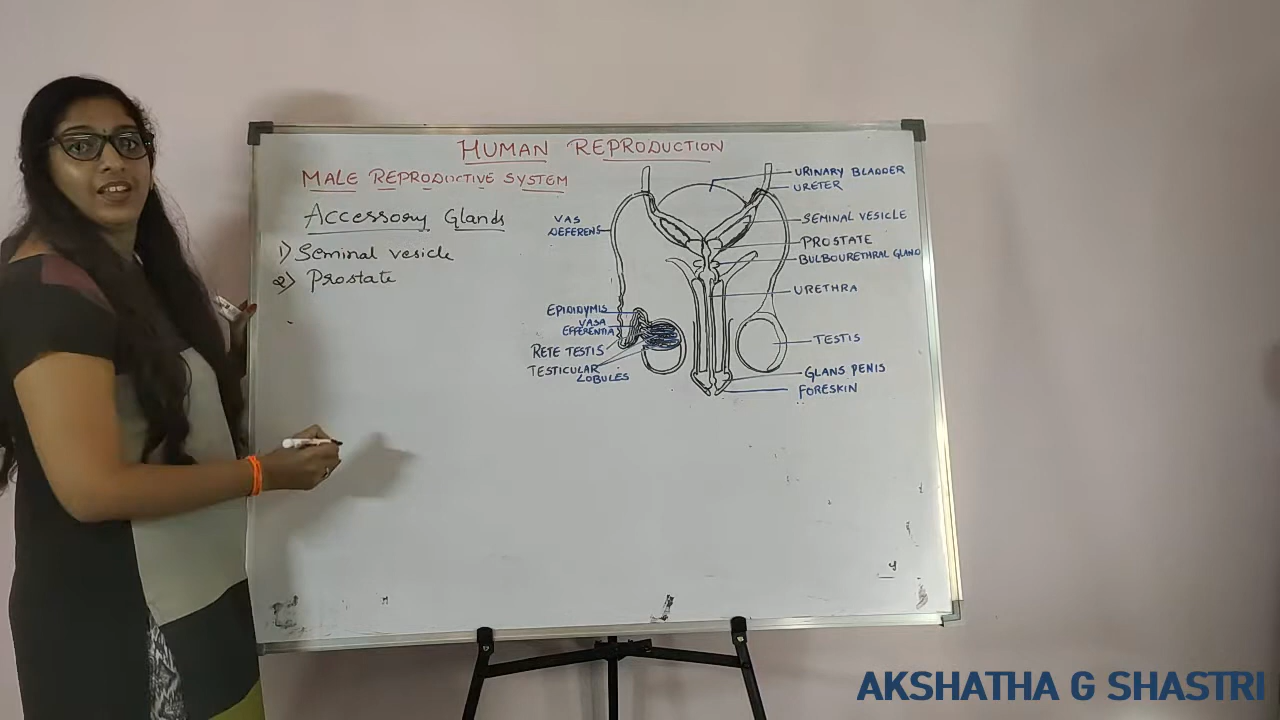 HUMAN REPRODUCTION
MALE REPRODUCTIVE SYSTEM
Accessory Glands
1) Seminal vesicle
2) Prostate
VAS
DEFERENS
EPIDIDYMIS
VASA
EFFERENTIA
RETE TESTIS
TESTICULAR
LOBULES
URINARY BLADDER
URETER
SEMINAL VESICLE
PROSTATE
BULBOURETHRAL GLAND
URETHRA
TESTIS
GLANS PENIS
FORESKIN
AKSHATHA G SHASTRI